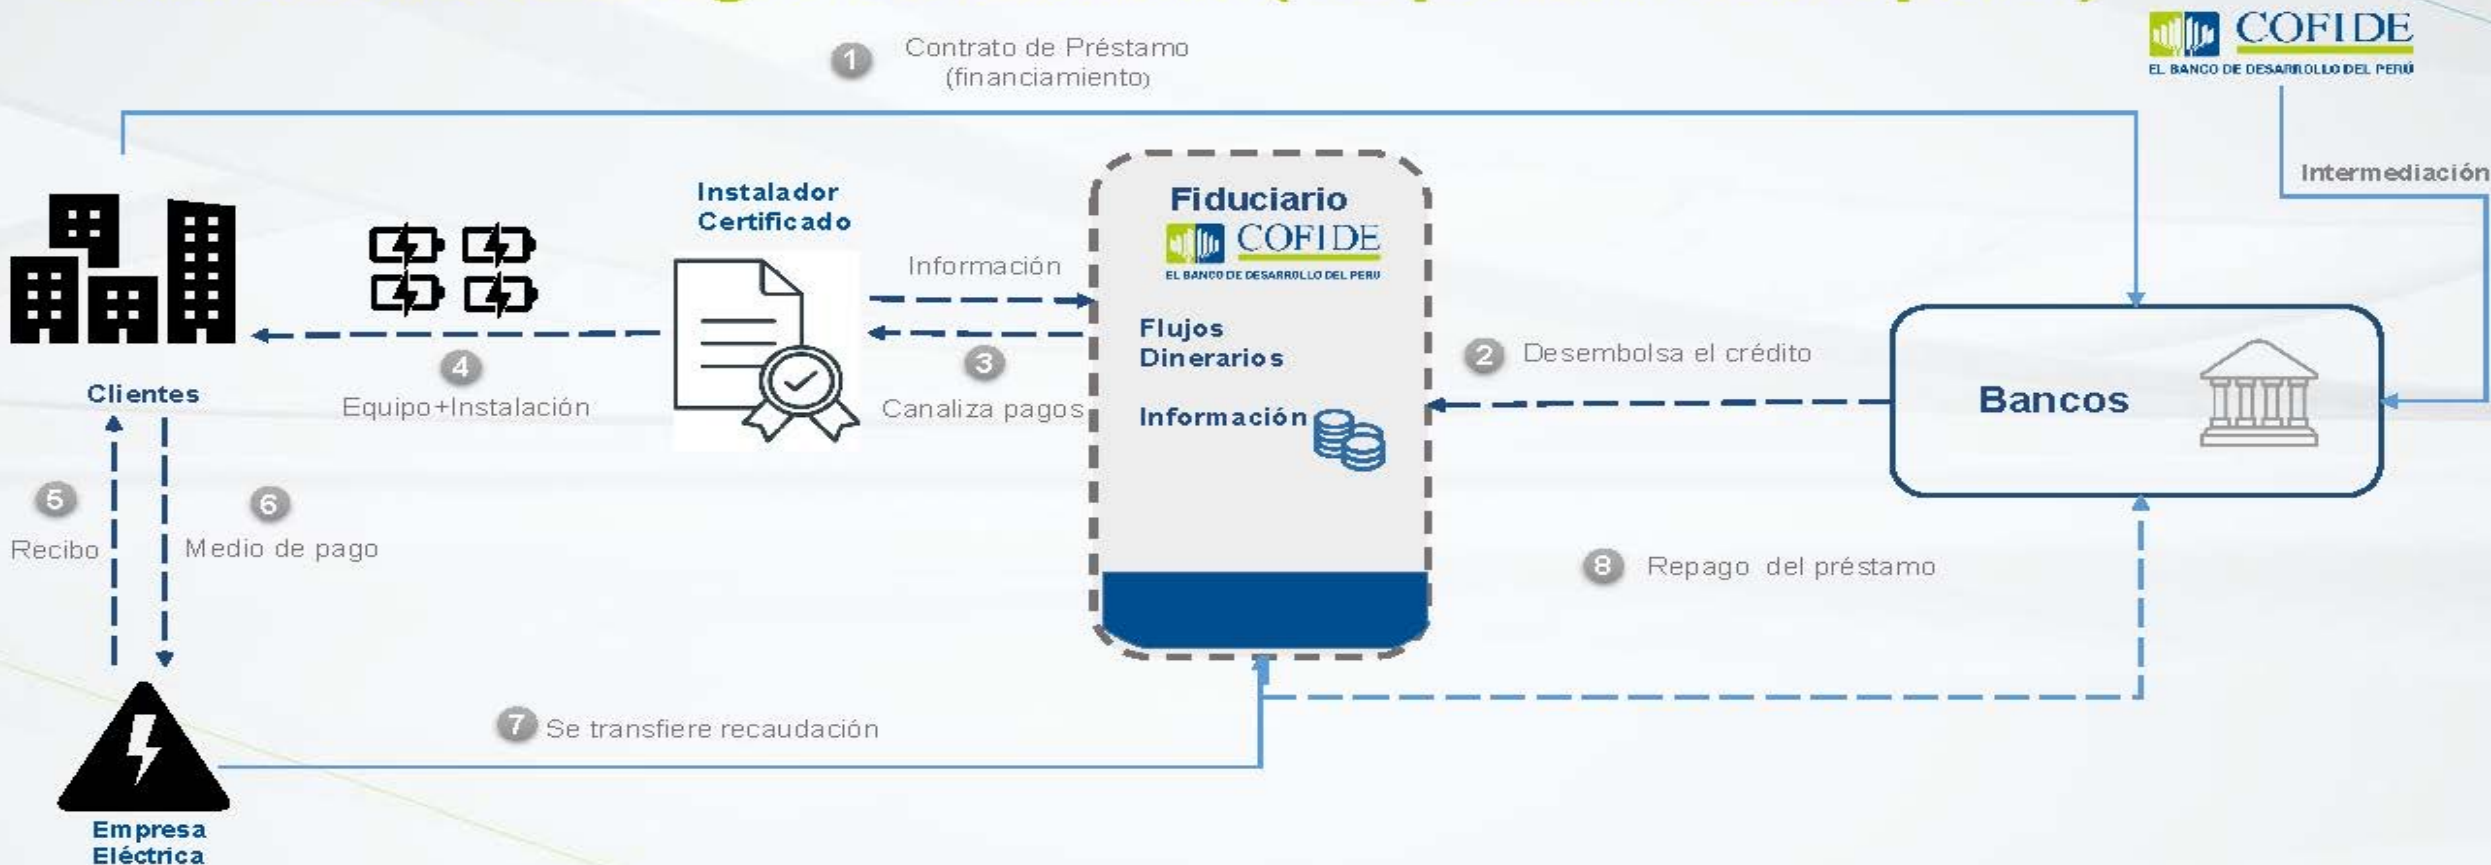 COFIDE
EL BANCO DE DESARROLLO DEL PERÚ
1 Contrato de Préstamo
(financiamiento)
Intermediación
Instalador
Certificado
Fiduciario
COFIDE
EL BANCO DE DESARROLLO DEL PERU
Información
Flujos
Dinerarios
2 Desembolsa el crédito
3
4
Clientes
Equipo+Instalación
Canaliza pagos
Información
Bancos
5
6
Recibo
Medio de pago
8 Repago del préstamo
7 Se transfiere recaudación
Empresa
Eléctrica